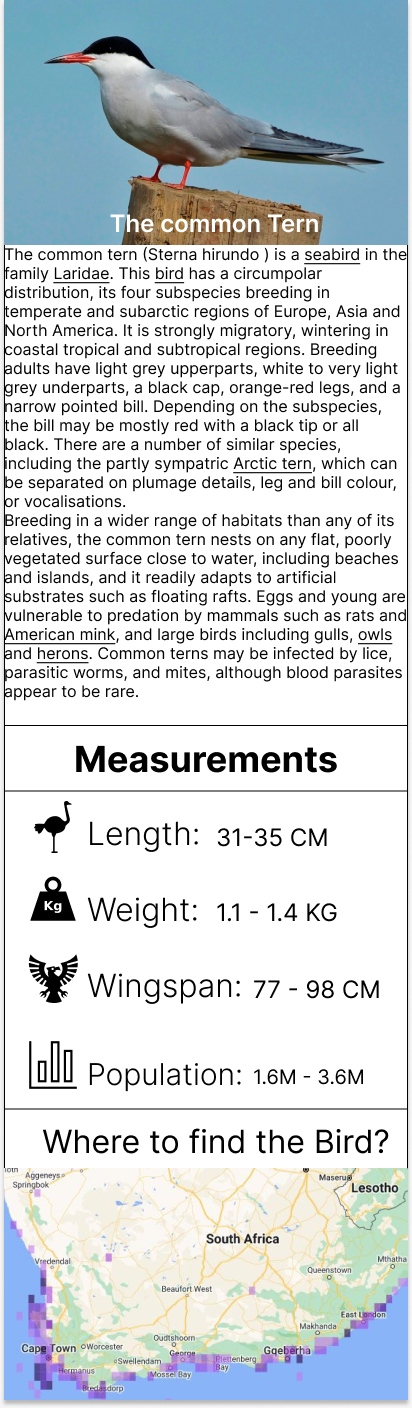 The common Tern
The common tern (Sterna hirundo ) is a seabird in the
family Laridae. This bird has a circumpolar
distribution, its four subspecies breeding in
temperate and subarctic regions of Europe, Asia and
North America. It is strongly migratory, wintering in
coastal tropical and subtropical regions. Breeding
adults have light grey upperparts, white to very light
grey underparts, a black cap, orange-red legs, and a
narrow pointed bill. Depending on the subspecies,
the bill may be mostly red with a black tip or all
black. There are a number of similar species,
including the partly sympatric Arctic tern, which can
be separated on plumage details, leg and bill colour,
or vocalisations.
Breeding in a wider range of habitats than any of its
relatives, the common tern nests on any flat, poorly
vegetated surface close to water, including beaches
and islands, and it readily adapts to artificial
substrates such as floating rafts. Eggs and young are
vulnerable to predation by mammals such as rats and
American mink, and large birds including gulls, owls
and herons. Common terns may be infected by lice,
parasitic worms, and mites, although blood parasites
appear to be rare.
Measurements
Length: 31-35 CM
Kg
Weight: 1.1 - 1.4 KG
Wingspan: 77 - 98 CM
Population: 1.6M - 3.6M
Where to find the Bird?
Aggeneys
Maseru
Springbok
Lesotho
South Africa
Vredendal
Mthatha
Queenstown
Beaufort West
East London
Makhanda
Oudtshoorn
Cape Town
Worcester
George
Gqeberha
Swellendam
Plettenberg
Bay
Hermanus
Mossel Bay
Bredasdorp